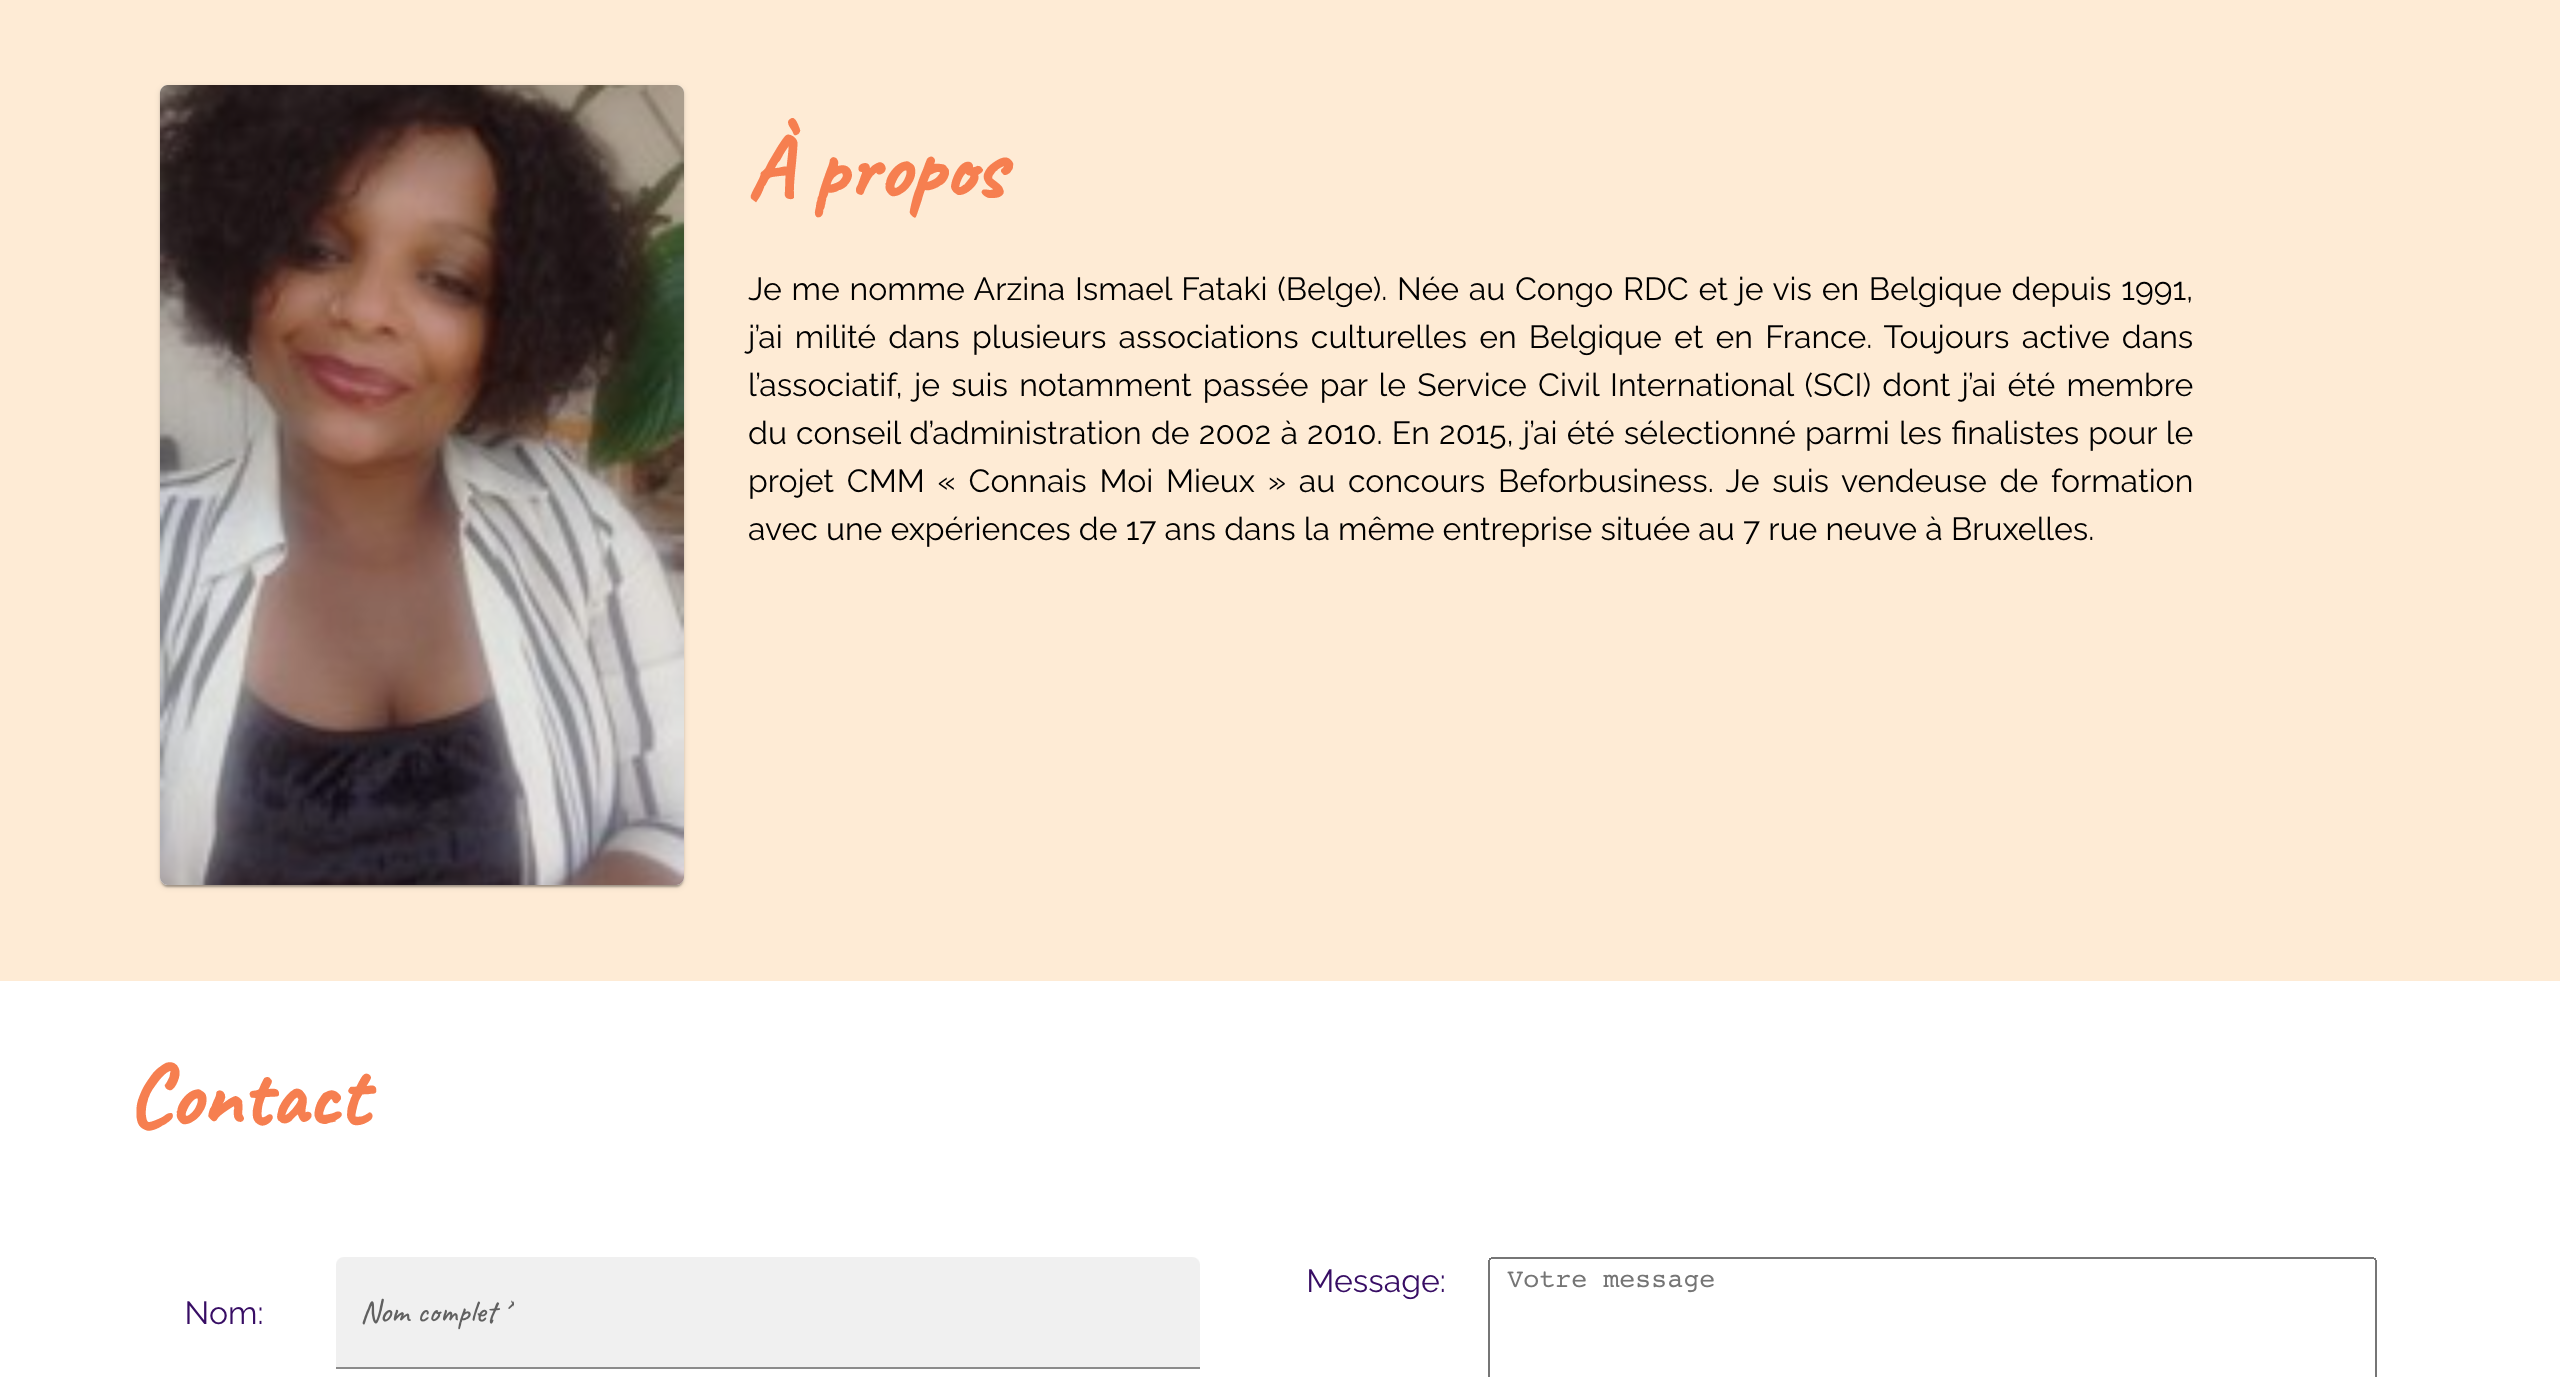 À propos
Je me nomme Arzina Ismael Fataki (Belge). Née au Congo RDC et je vis en Belgique depuis 1991,
j’ai milité dans plusieurs associations culturelles en Belgique et en France. Toujours active dans
l’associatif, je suis notamment passée par le Service Civil International (SCI) dont j’ai été membre
du conseil d’administration de 2002 à 2010. En 2015, j’ai été sélectionné parmi les finalistes pour le
projet CMM « Connais Moi Mieux » au concours Beforbusiness. Je suis vendeuse de formation
avec une expériences de 17 ans dans la même entreprise située au 7 rue neuve à Bruxelles.
Contact
Nom:
Nom complet *
Message:
Votre message